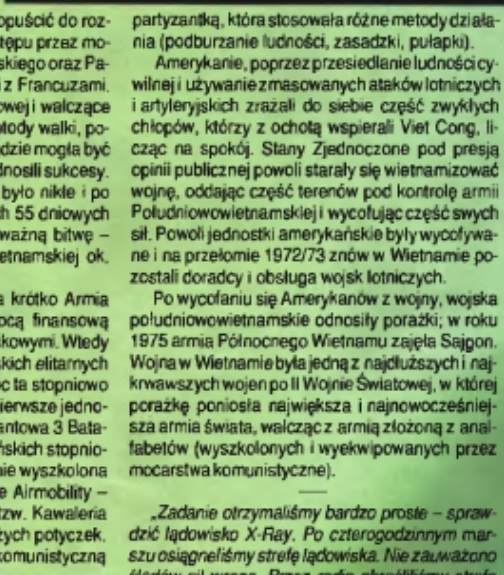 opuścić do roz-
tępu przez mo-
skiego oraz Pa-
i z Francuzami.
owej i walczące
tody walki, po-
dzie mogła być
dnosili sukcesy.
było nikłe i po
h 55 dniowych
ważną bitwę –
etnamskiej ok.
a krótko Armia
ocą finansową
skowymi. Wtedy
kich elitarnych
c ta stopniowo
ierwsze jedno-
antowa 3 Bata-
ńskich stopnio-
nie wyszkolona
e Airmobility –
tzw. Kawaleria
żych potyczek.
komunistyczną
partyzantką, która stosowała różne metody działa-
nia (podburzanie ludności, zasadzki, pułapki).
Amerykanie, poprzez przesiedlanie ludności cy-
wilnej i używanie zmasowanych ataków lotniczych
i artyleryjskich zrażali do siebie część zwykłych
chłopów, którzy z ochotą wspierali Viet Cong, li-
cząc na spokój. Stany Zjednoczone pod presją
opinii publicznej powoli starały się wietnamizować
wojnę, oddając część terenów pod kontrolę armii
Południowowietnamskiej i wycofując część swych
sił. Powoli jednostki amerykańskie były wycofywa-
ne i na przełomie 1972/73 znów w Wietnamie po-
zostali doradcy i obsługa wojsk lotniczych.
Po wycofaniu się Amerykanów z wojny, wojska
południowowietnamskie odnosiły porażki; w roku
1975 armia Północnego Wietnamu zajęła Sajgon.
Wojna w Wietnamie była jedną z najdłuższych i naj-
krwawszych wojen po II Wojnie Światowej, w której
porażkę poniosła największa i najnowocześniej-
sza armia świata, walcząc z armią złożoną z anal-
fabetów (wyszkolonych i wyekwipowanych przez
mocarstwa komunistyczne).
„Zadanie otrzymaliśmy bardzo proste – spraw-
dzić lądowisko X-Ray. Po czterogodzinnym mar-
szu osiągneliśmy strefę lądowiska. Nie zauważono